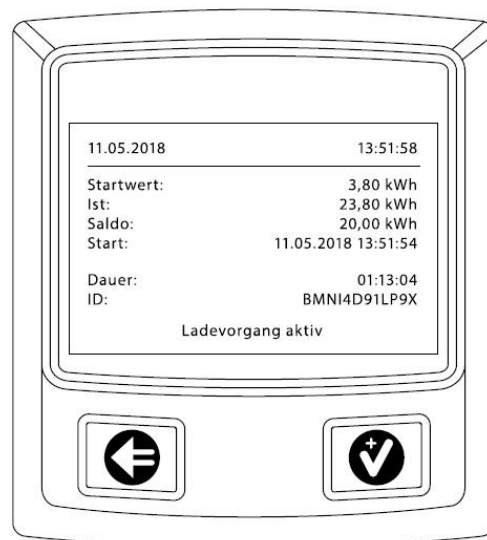 11.05.2018 13:51:58
Startwert: 3,80 kWh
Ist: 23,80 kWh
Saldo: 20,00 kWh
Start: 11.05.2018 13:51:54
Dauer: 01:13:04
ID: BMNI4D91LP9X
Ladevorgang aktiv